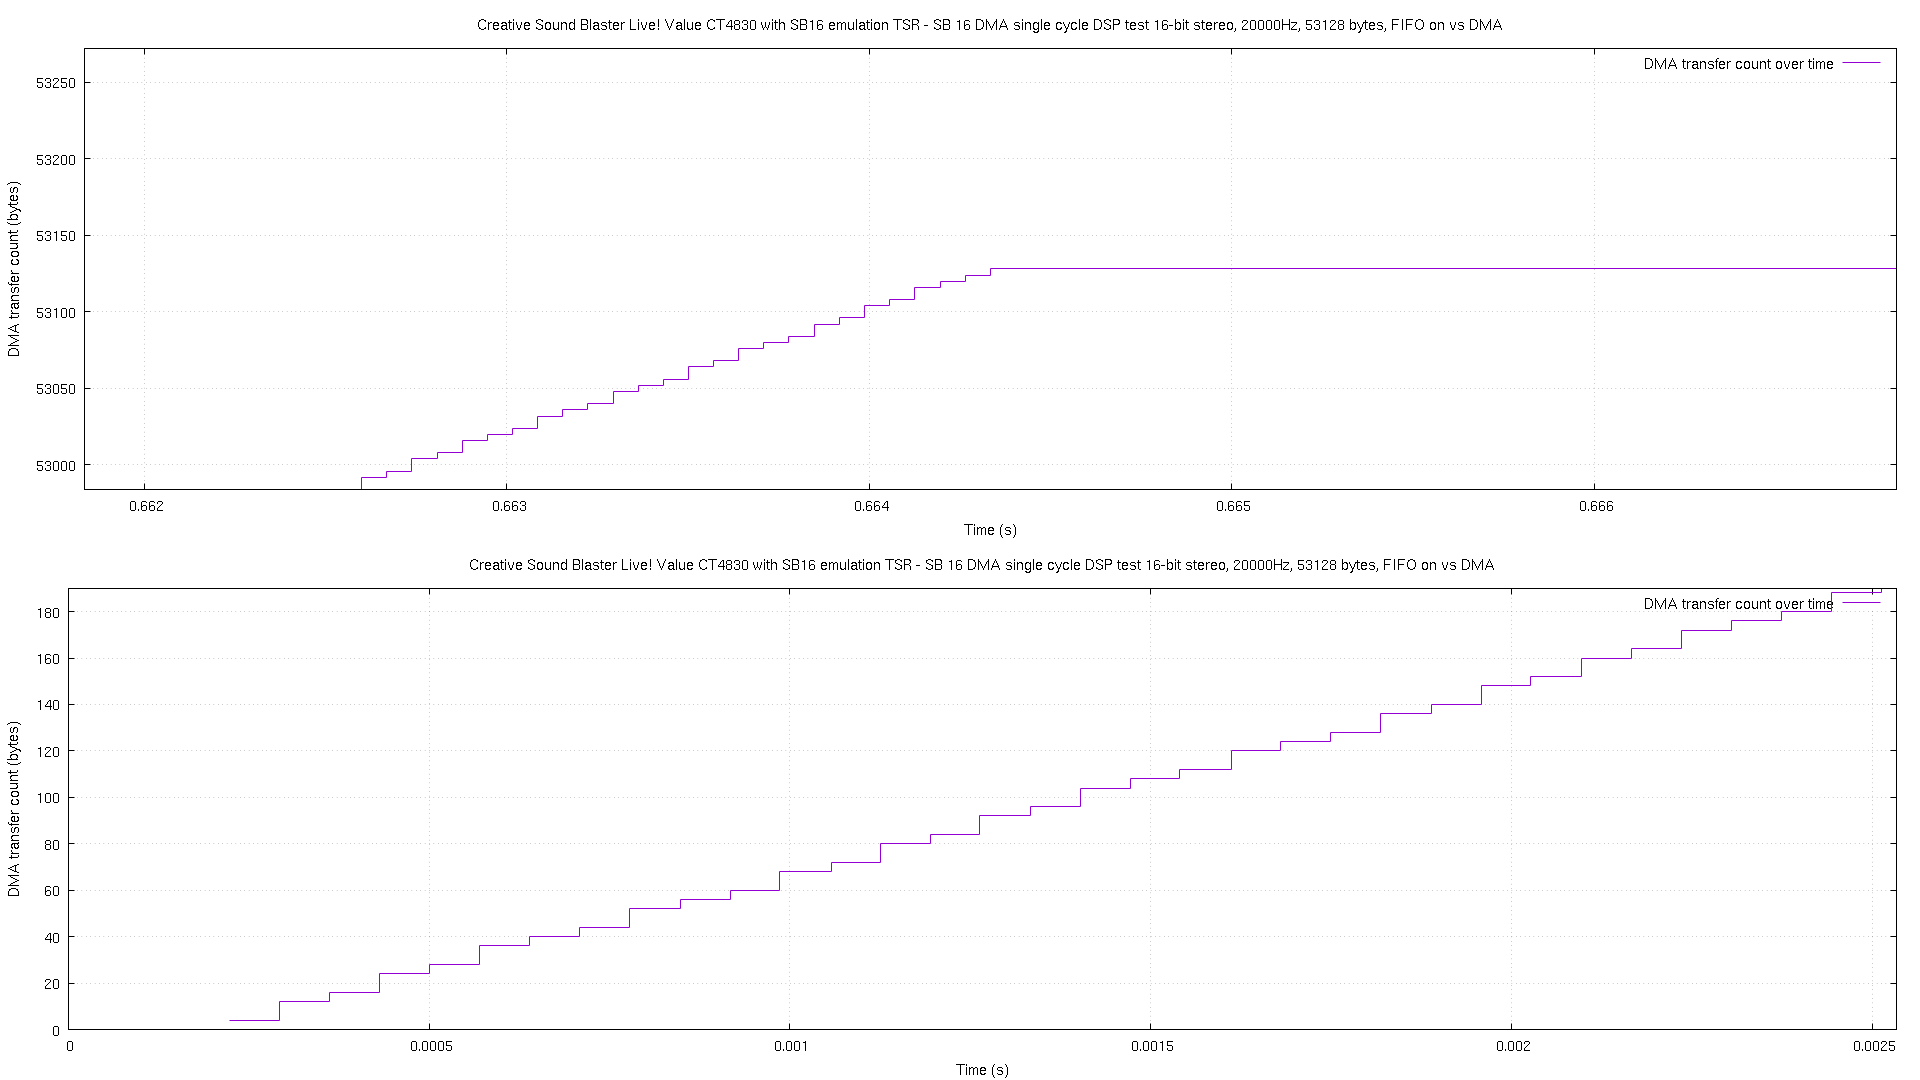 Creative Sound Blaster Live! Value CT4830 with SB16 emulation TSR - SB 16 DMA single cycle DSP test 16-bit stereo, 20000Hz, 53128 bytes, FIFO on vs DMA
DMA transfer count over time
53250
53200
53150
53100
53050
53000
DMA transfer count (bytes)
0.662 0.663 0.664 0.665 0.666
Time (s)
Creative Sound Blaster Live! Value CT4830 with SB16 emulation TSR - SB 16 DMA single cycle DSP test 16-bit stereo, 20000Hz, 53128 bytes, FIFO on vs DMA
DMA transfer count over time
180
160
140
120
100
80
60
40
20
0
DMA transfer count (bytes)
0 0.0005 0.001 0.0015 0.002 0.0025
Time (s)